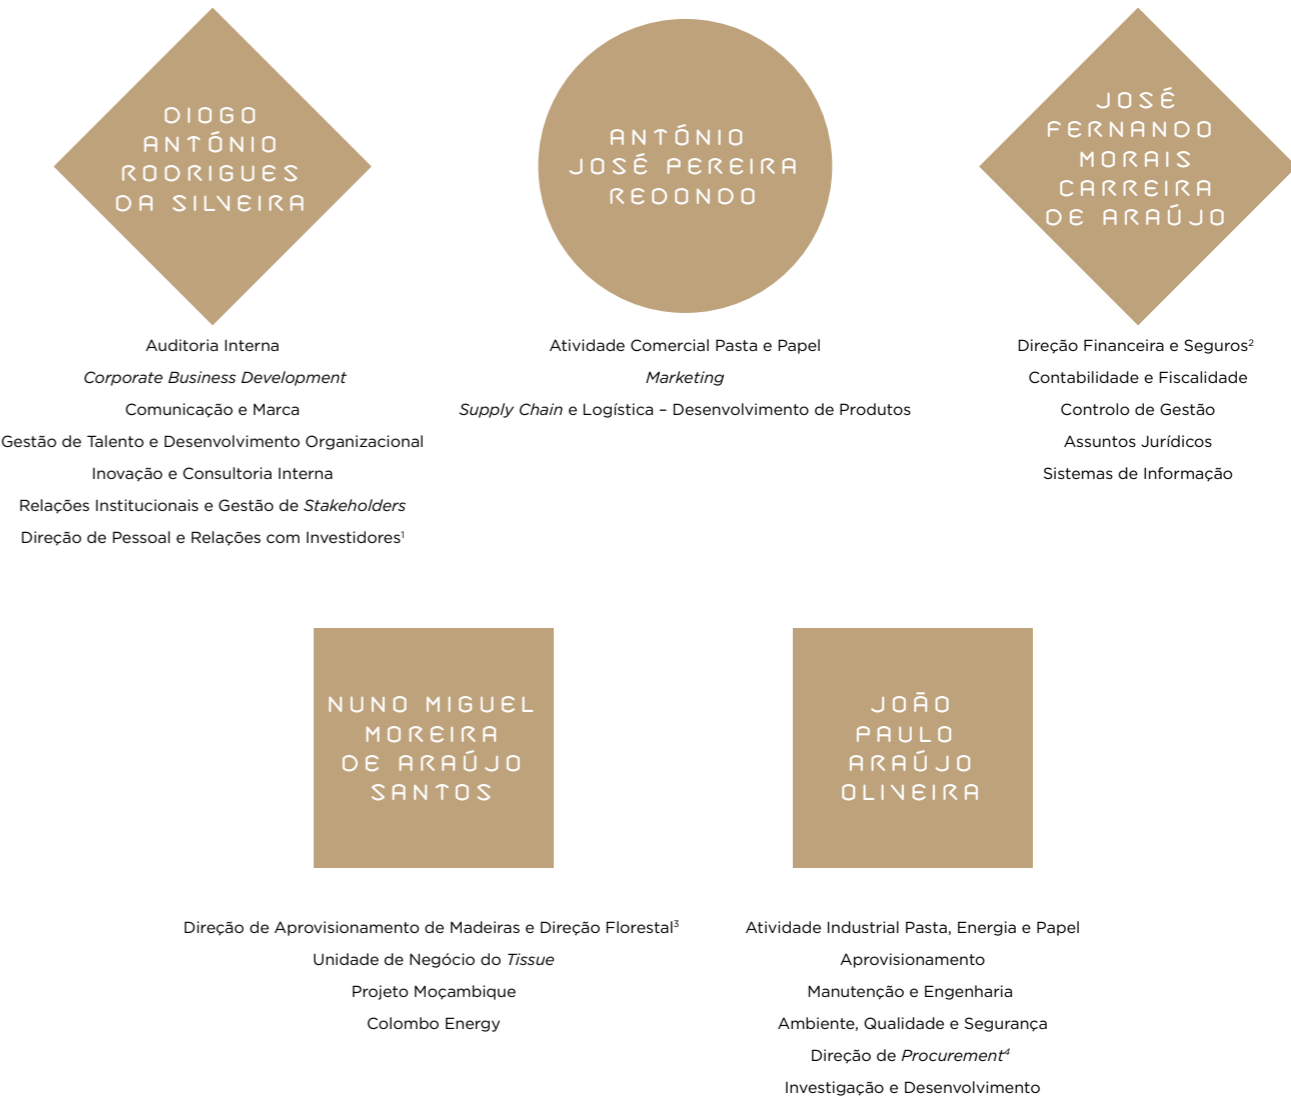 DIOGO
ANTÓNIO
RODRIGUES
DA SILVEIRA
Auditoria Interna
Corporate Business Development
Comunicação e Marca
Gestão de Talento e Desenvolvimento Organizacional
Inovação e Consultoria Interna
Relações Institucionais e Gestão de Stakeholders
Direção de Pessoal e Relações com Investidores¹
ANTÓNIO
JOSÉ PEREIRA
REDONDO
Atividade Comercial Pasta e Papel
Marketing
Supply Chain e Logística – Desenvolvimento de Produtos
JOSÉ
FERNANDO
MORAIS
CARREIRA
DE ARAÚJO
Direção Financeira e Seguros²
Contabilidade e Fiscalidade
Controlo de Gestão
Assuntos Jurídicos
Sistemas de Informação
NUNO MIGUEL
MOREIRA
DE ARAÚJO
SANTOS
Direção de Aprovisionamento de Madeiras e Direção Florestal³
Unidade de Negócio do Tissue
Projeto Moçambique
Colombo Energy
JOÃO
PAULO
ARAÚJO
OLIVEIRA
Atividade Industrial Pasta, Energia e Papel
Aprovisionamento
Manutenção e Engenharia
Ambiente, Qualidade e Segurança
Direção de Procurement⁴
Investigação e Desenvolvimento